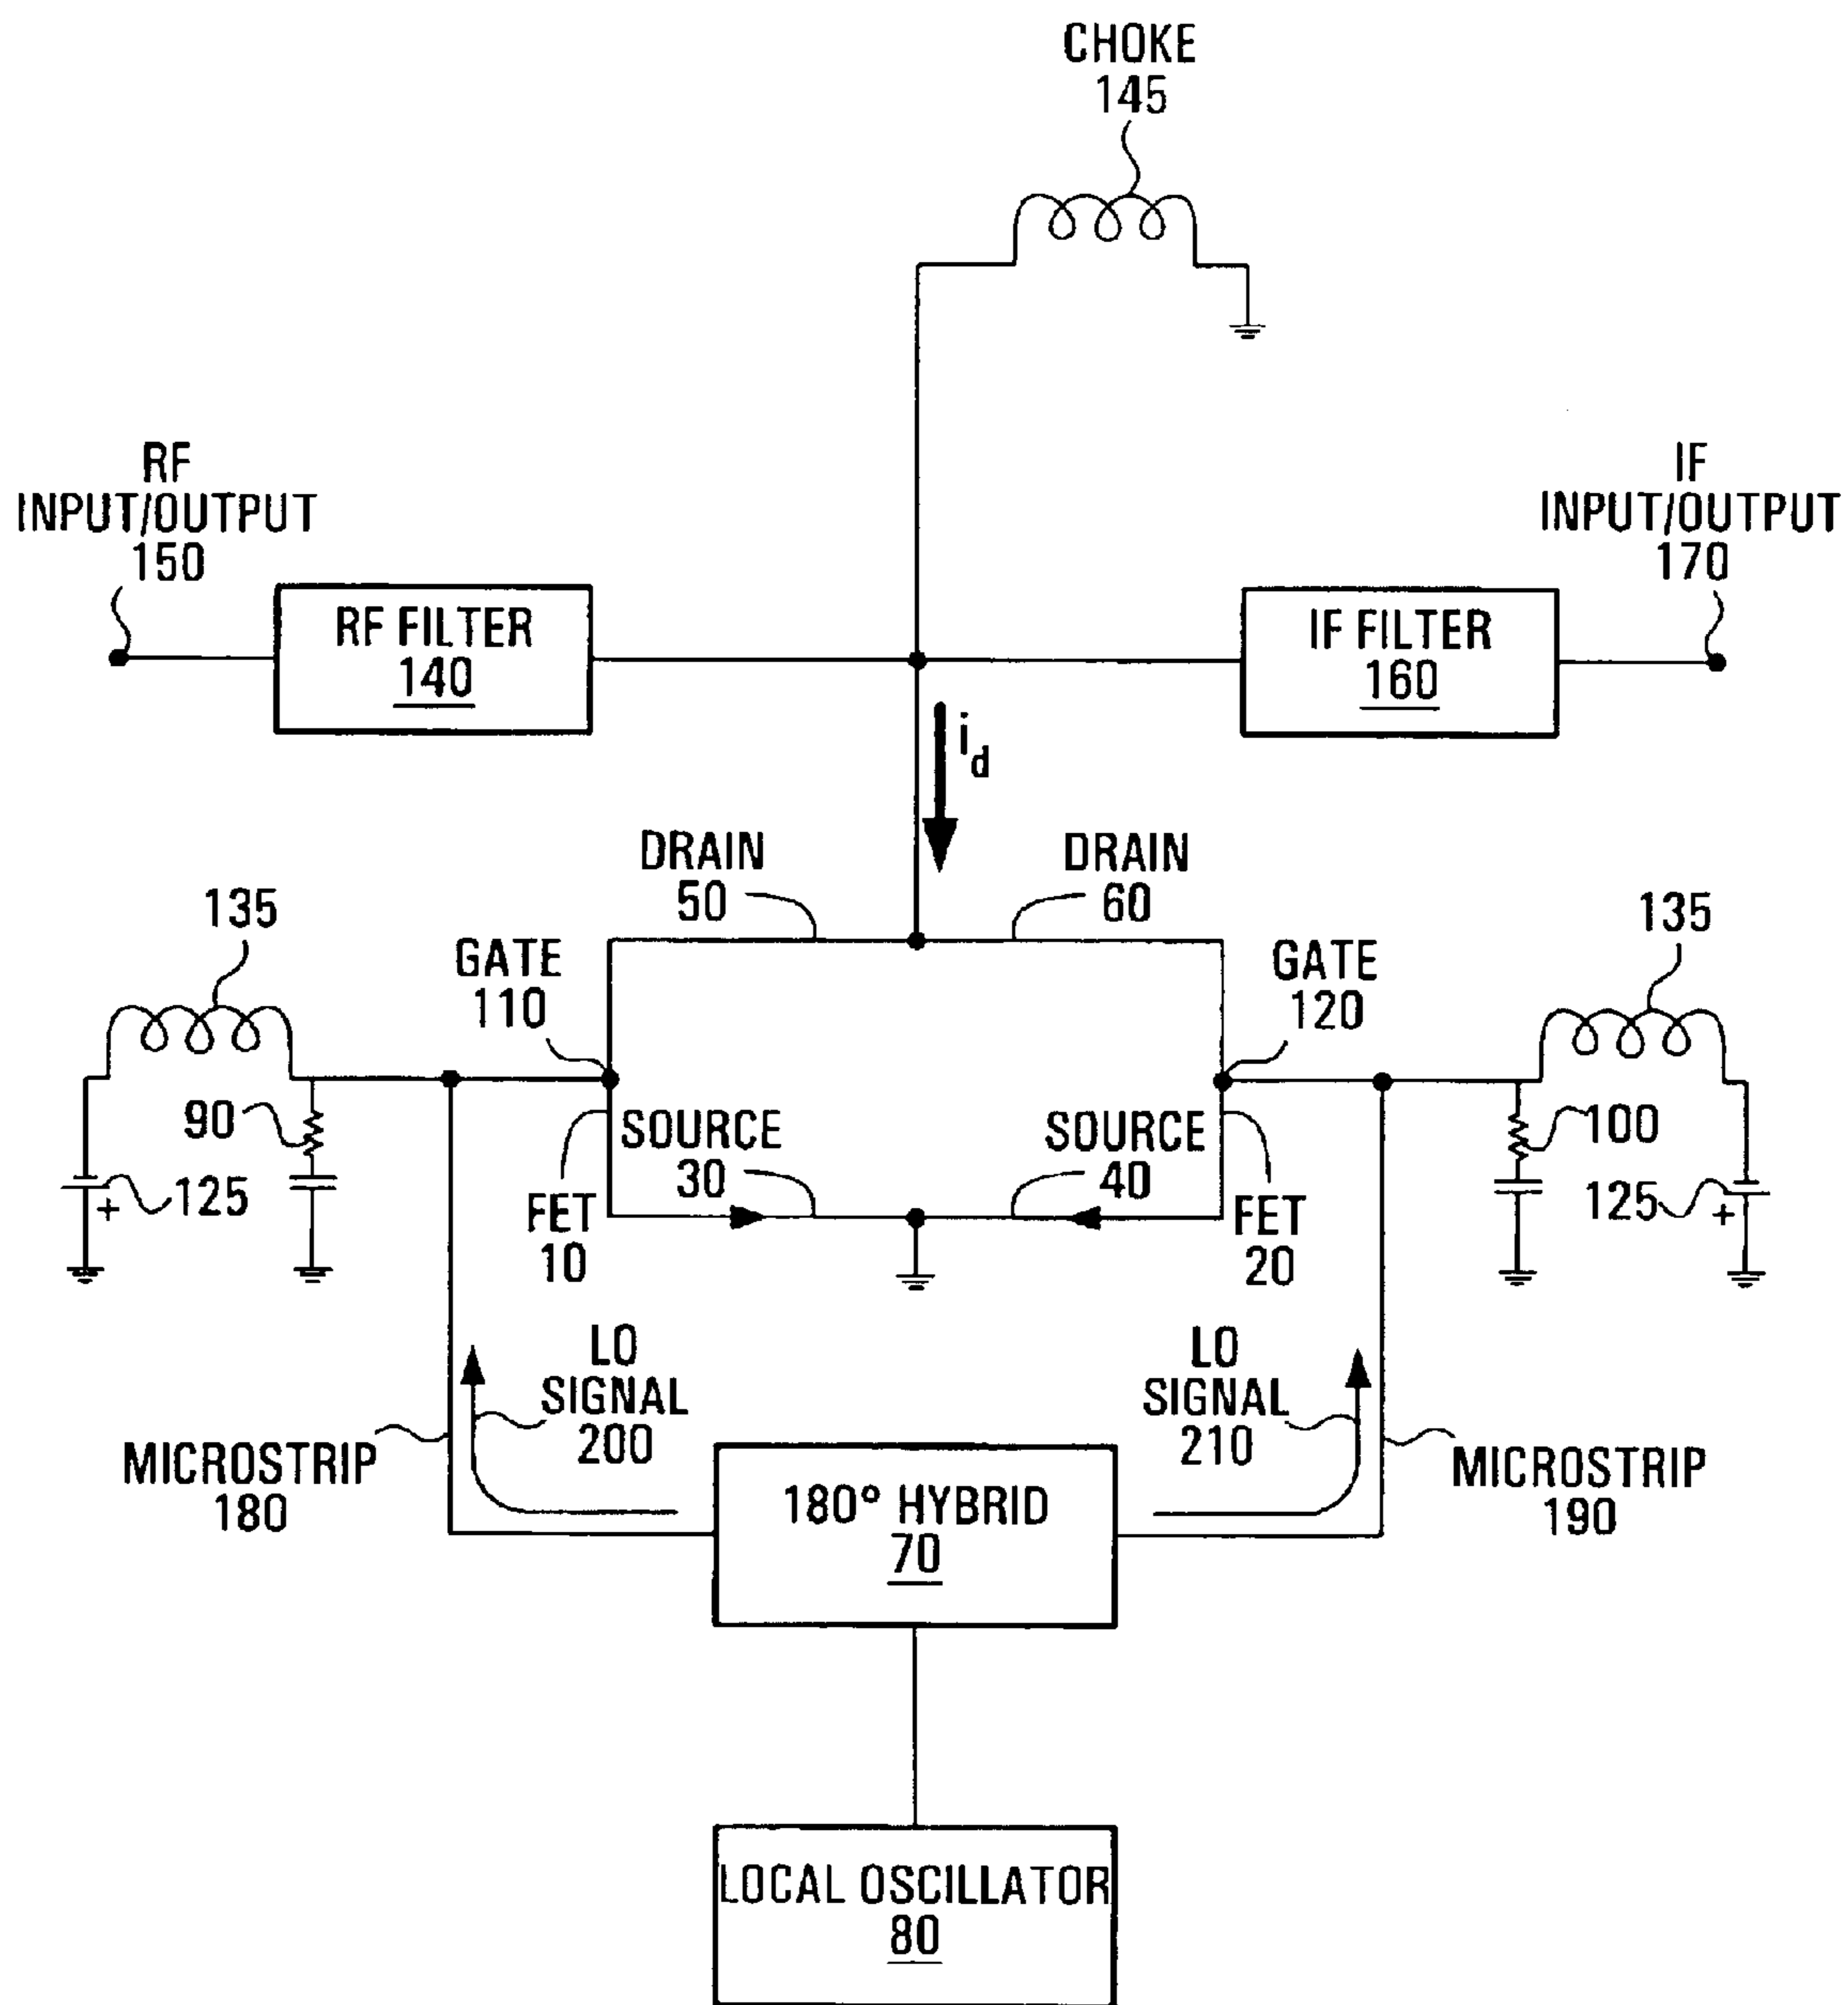 CHOKE
145
RF
INPUT/OUTPUT
150
IF
INPUT/OUTPUT
170
RF FILTER
140
IF FILTER
160
id
DRAIN
50
DRAIN
60
135
GATE
110
GATE
120
135
90
SOURCE
30
SOURCE
40
100
+
125
FET
10
FET
20
125
+
LO
SIGNAL
200
LO
SIGNAL
210
MICROSTRIP
180
180° HYBRID
70
MICROSTRIP
190
LOCAL OSCILLATOR
80